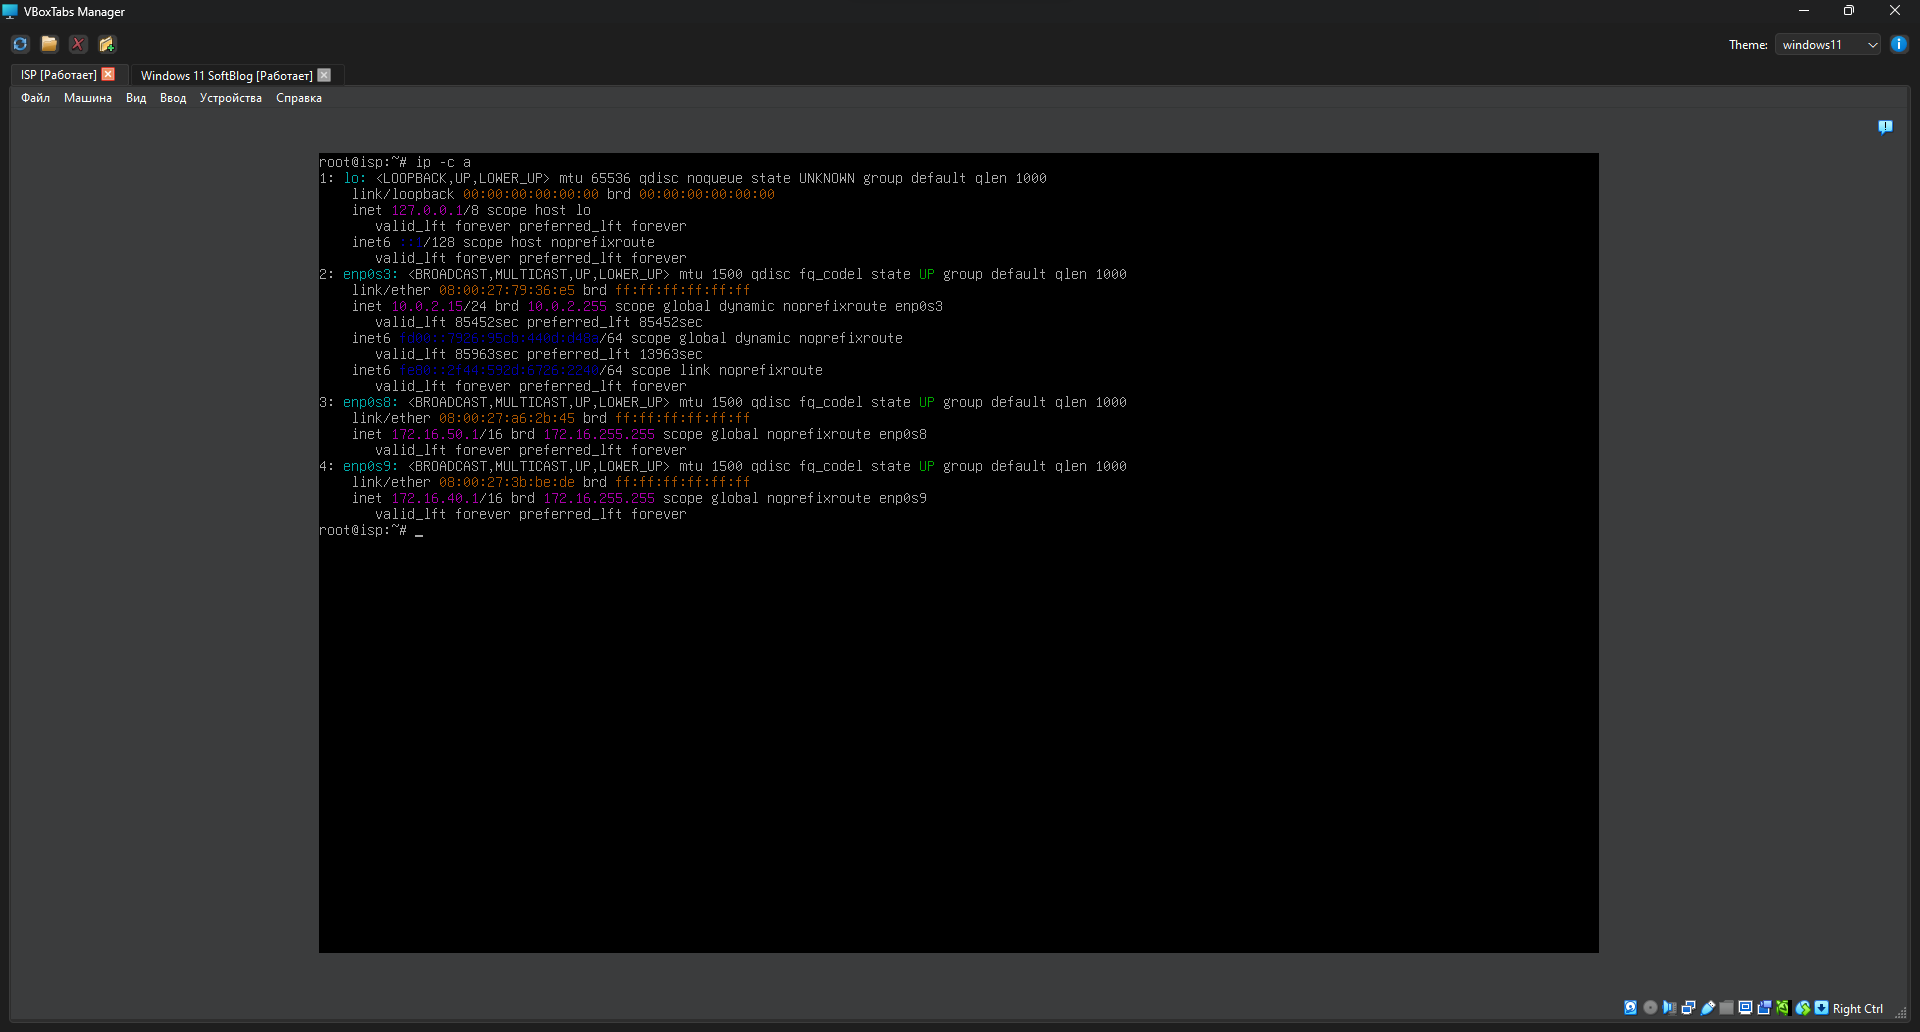 VBoxTabs Manager
Theme: windows11
ISP [Работает]
Windows 11 SoftBlog [Работает]
Файл Машина Вид Ввод Устройства Справка
root@isp:~# ip -c a
1: lo: <LOOPBACK,UP,LOWER_UP> mtu 65536 qdisc noqueue state UNKNOWN group default qlen 1000
link/loopback 00:00:00:00:00:00 brd 00:00:00:00:00:00
inet 127.0.0.1/8 scope host lo
valid_lft forever preferred_lft forever
inet6 ::1/128 scope host noprefixroute
valid_lft forever preferred_lft forever
2: enp0s3: <BROADCAST,MULTICAST,UP,LOWER_UP> mtu 1500 qdisc fq_codel state UP group default qlen 1000
link/ether 08:00:27:79:36:e5 brd ff:ff:ff:ff:ff:ff
inet 10.0.2.15/24 brd 10.0.2.255 scope global dynamic noprefixroute enp0s3
valid_lft 85452sec preferred_lft 85452sec
inet6 /64 scope global dynamic noprefixroute
valid_lft 85963sec preferred_lft 13963sec
inet6 /64 scope link noprefixroute
valid_lft forever preferred_lft forever
3: enp0s8: <BROADCAST,MULTICAST,UP,LOWER_UP> mtu 1500 qdisc fq_codel state UP group default qlen 1000
link/ether 08:00:27:a6:2b:45 brd ff:ff:ff:ff:ff:ff
inet 172.16.50.1/16 brd 172.16.255.255 scope global noprefixroute enp0s8
valid_lft forever preferred_lft forever
4: enp0s9: <BROADCAST,MULTICAST,UP,LOWER_UP> mtu 1500 qdisc fq_codel state UP group default qlen 1000
link/ether 08:00:27:3b:be:de brd ff:ff:ff:ff:ff:ff
inet 172.16.40.1/16 brd 172.16.255.255 scope global noprefixroute enp0s9
valid_lft forever preferred_lft forever
root@isp:~# _
Right Ctrl